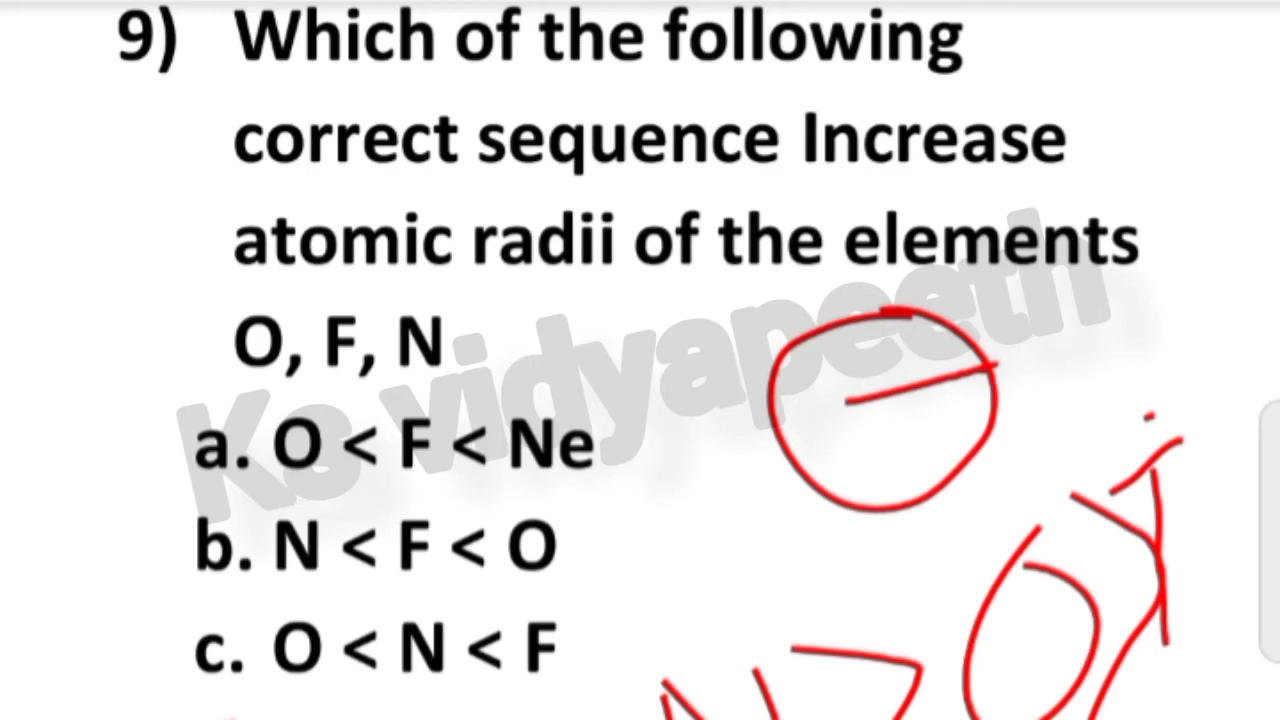 9) Which of the following
correct sequence Increase
atomic radii of the elements
O, F, N
Ks vidyapeeth
a. O < F < Ne
b. N < F < O
c. O < N < F
N > O >